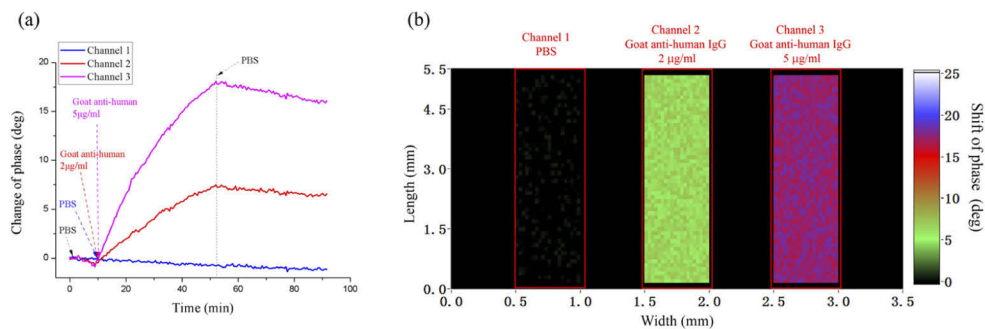 (a)
Channel 1
Channel 2
Channel 3
PBS
Goat anti-human
5μg/ml
Goat anti-human
2μg/ml
PBS
PBS
20
15
10
5
0
Change of phase (deg)
0 20 40 60 80 100
Time (min)
(b)
Channel 1
PBS
Channel 2
Goat anti-human IgG
2 μg/ml
Channel 3
Goat anti-human IgG
5 μg/ml
5.5
4.5
3.0
1.5
0.0
Length (mm)
0.0 0.5 1.0 1.5 2.0 2.5 3.0 3.5
Width (mm)
25
20
15
10
5
0
Shift of phase (deg)